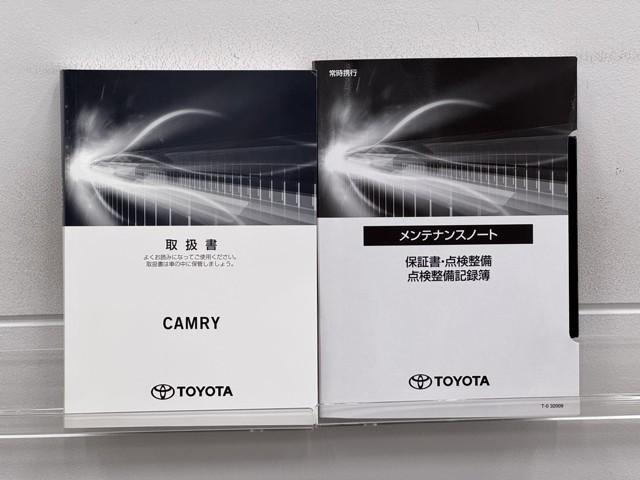 取扱書
よくお読みになってご使用ください。
取扱書は車の中に保管しましょう。
CAMRY
TOYOTA
常時携行
メンテナンスノート
保証書・点検整備
点検整備記録簿
TOYOTA